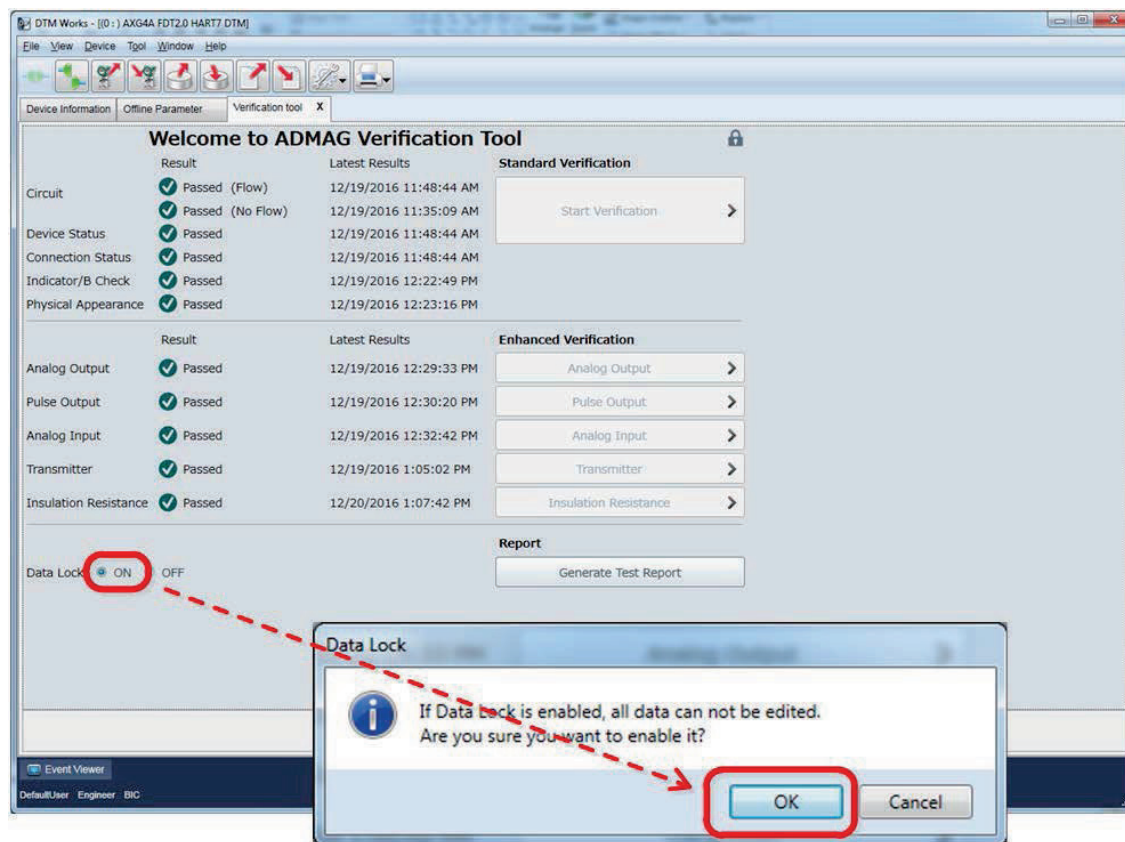 DTM Works - [(0 : ) AXG4A FDT2.0 HART7 DTM]
File View Device Tool Window Help
Device Information Offline Parameter Verification tool X
Welcome to ADMAG Verification Tool
Result Latest Results Standard Verification
Circuit Passed (Flow) 12/19/2016 11:48:44 AM
Passed (No Flow) 12/19/2016 11:35:09 AM Start Verification
Device Status Passed 12/19/2016 11:48:44 AM
Connection Status Passed 12/19/2016 11:48:44 AM
Indicator/B Check Passed 12/19/2016 12:22:49 PM
Physical Appearance Passed 12/19/2016 12:23:16 PM
Result Latest Results Enhanced Verification
Analog Output Passed 12/19/2016 12:29:33 PM Analog Output
Pulse Output Passed 12/19/2016 12:30:20 PM Pulse Output
Analog Input Passed 12/19/2016 12:32:42 PM Analog Input
Transmitter Passed 12/19/2016 1:05:02 PM Transmitter
Insulation Resistance Passed 12/20/2016 1:07:42 PM Insulation Resistance
Report
Data Lock ON OFF Generate Test Report
Data Lock
If Data Lock is enabled, all data can not be edited.
Are you sure you want to enable it?
OK Cancel
Event Viewer
DefaultUser Engineer BIC